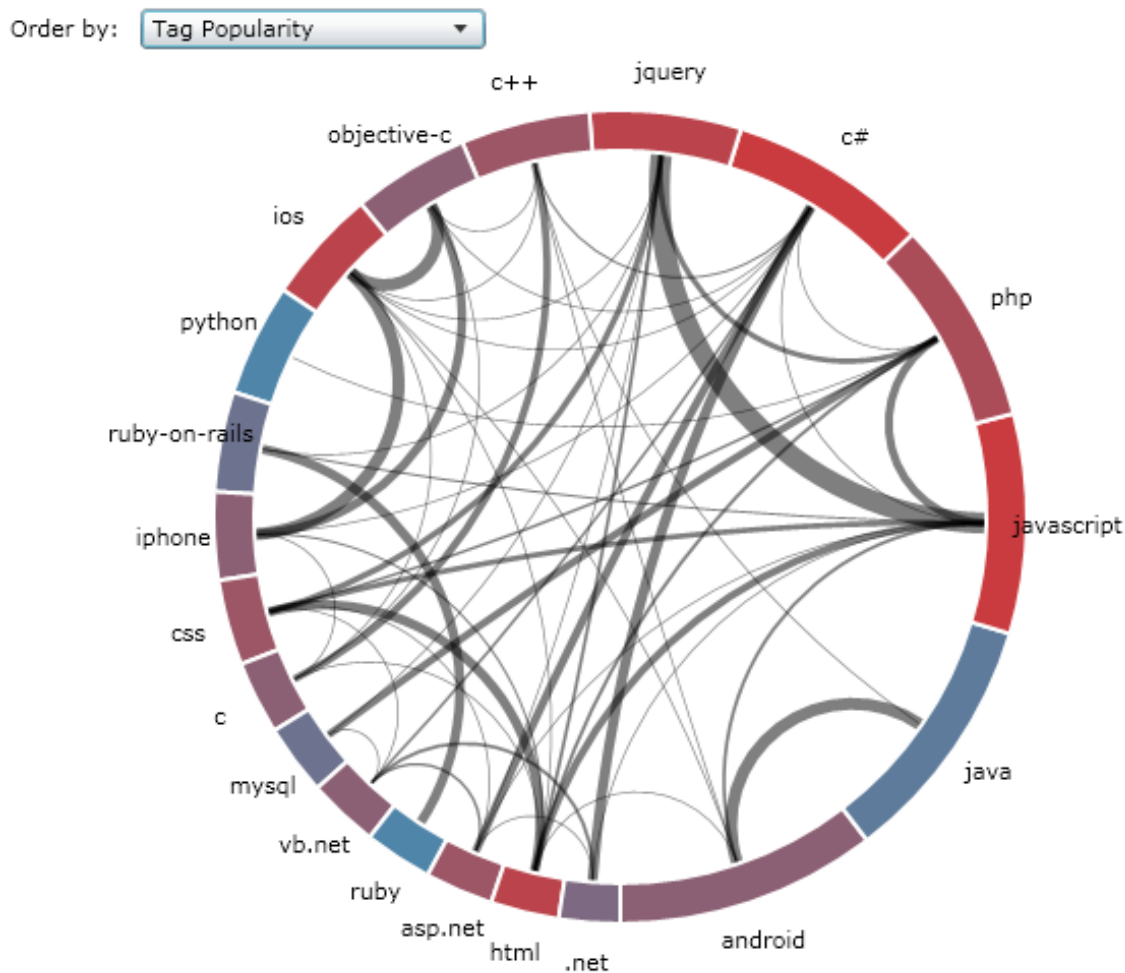 Order by: Tag Popularity
jquery
c++
c#
objective-c
ios
php
python
ruby-on-rails
javascript
iphone
css
c
java
mysql
vb.net
ruby
asp.net
android
html
.net